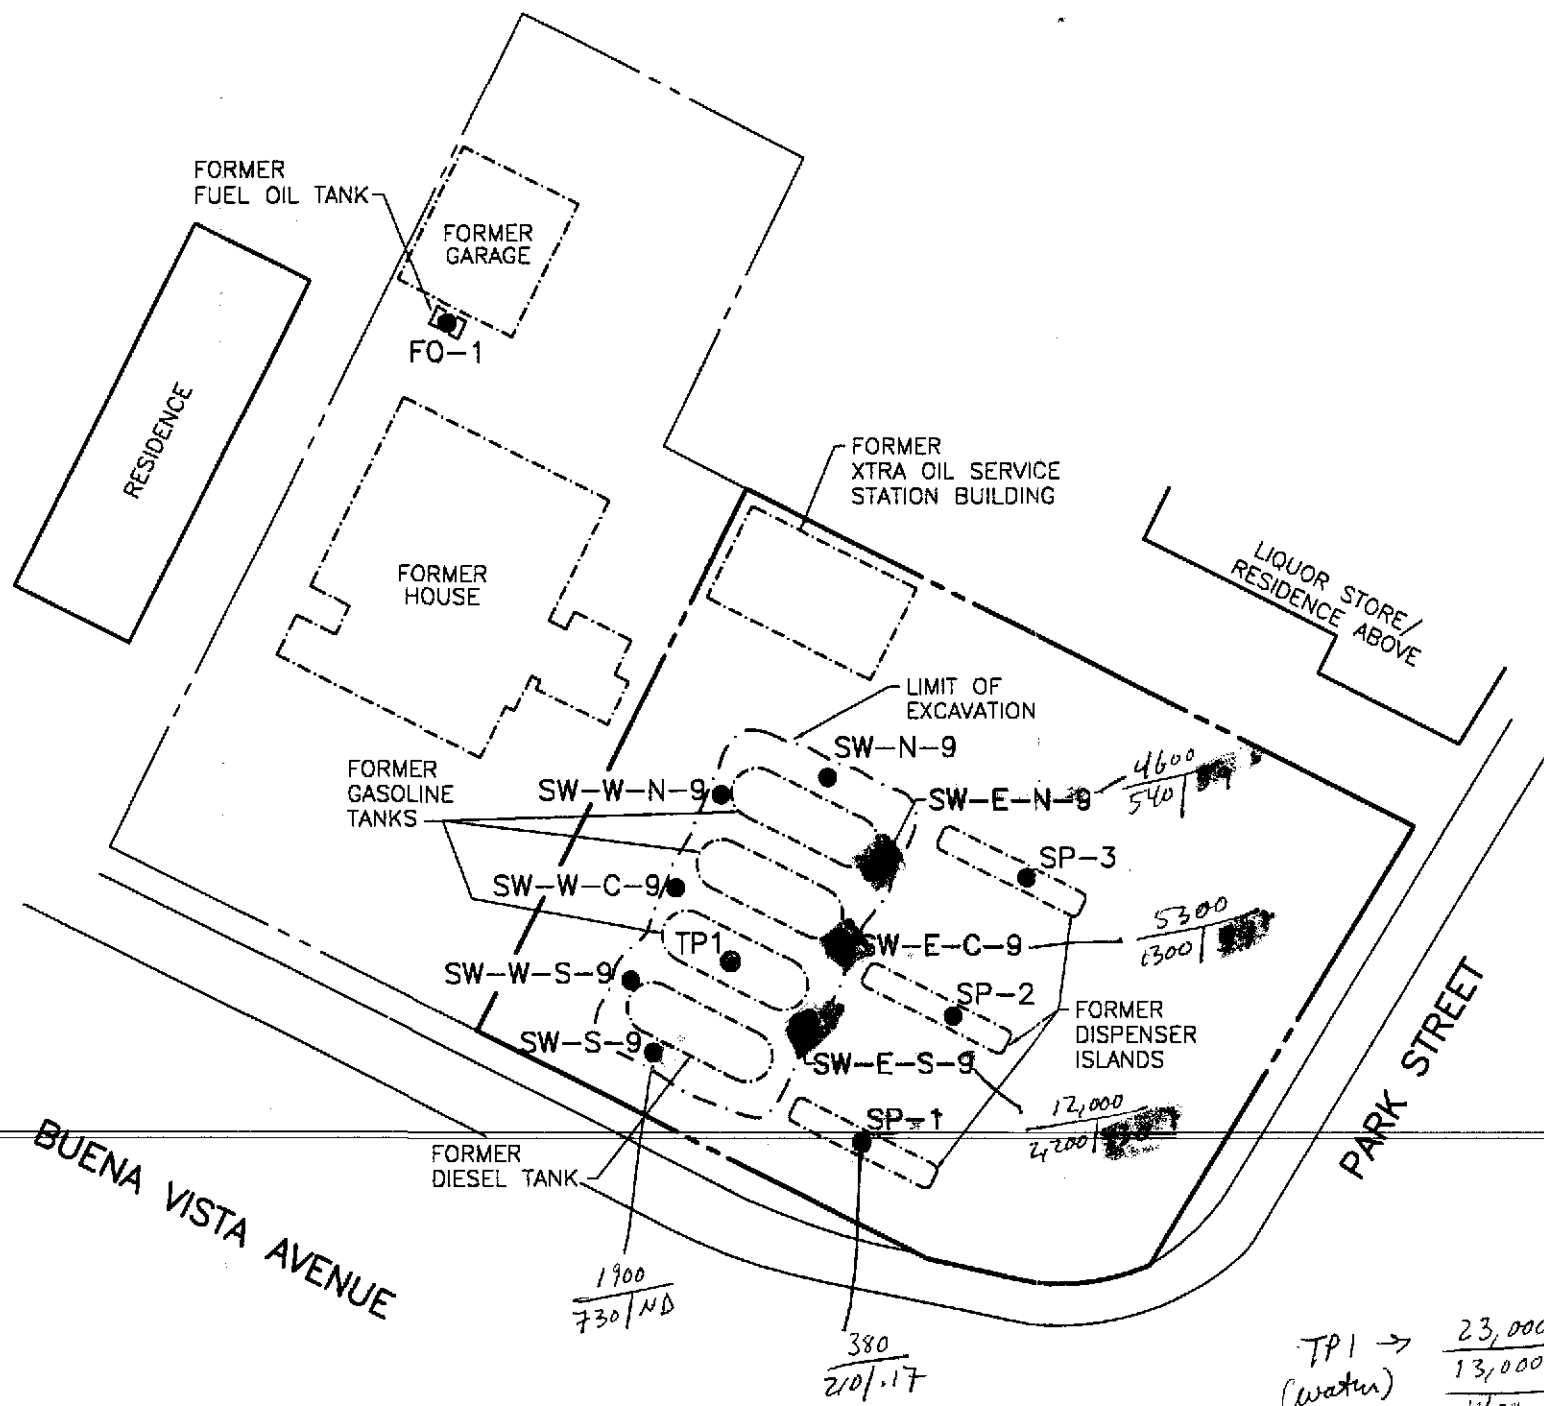 FORMER
FUEL OIL TANK
FORMER
GARAGE
FO-1
RESIDENCE
FORMER
HOUSE
FORMER
XTRA OIL SERVICE
STATION BUILDING
LIQUOR STORE/
RESIDENCE ABOVE
LIMIT OF
EXCAVATION
SW-N-9
FORMER
GASOLINE
TANKS
SW-W-N-9
SW-E-N-9
4600
540
SP-3
SW-W-C-9
TP1
SW-E-C-9
5300
1300
SW-W-S-9
SP-2
FORMER
DISPENSER
ISLANDS
SW-S-9
SW-E-S-9
12,000
2,200
SP-1
FORMER
DIESEL TANK
BUENA VISTA AVENUE
PARK STREET
1900
730/ND
380
210/.17
TP1 → 23,000
(water) 13,000